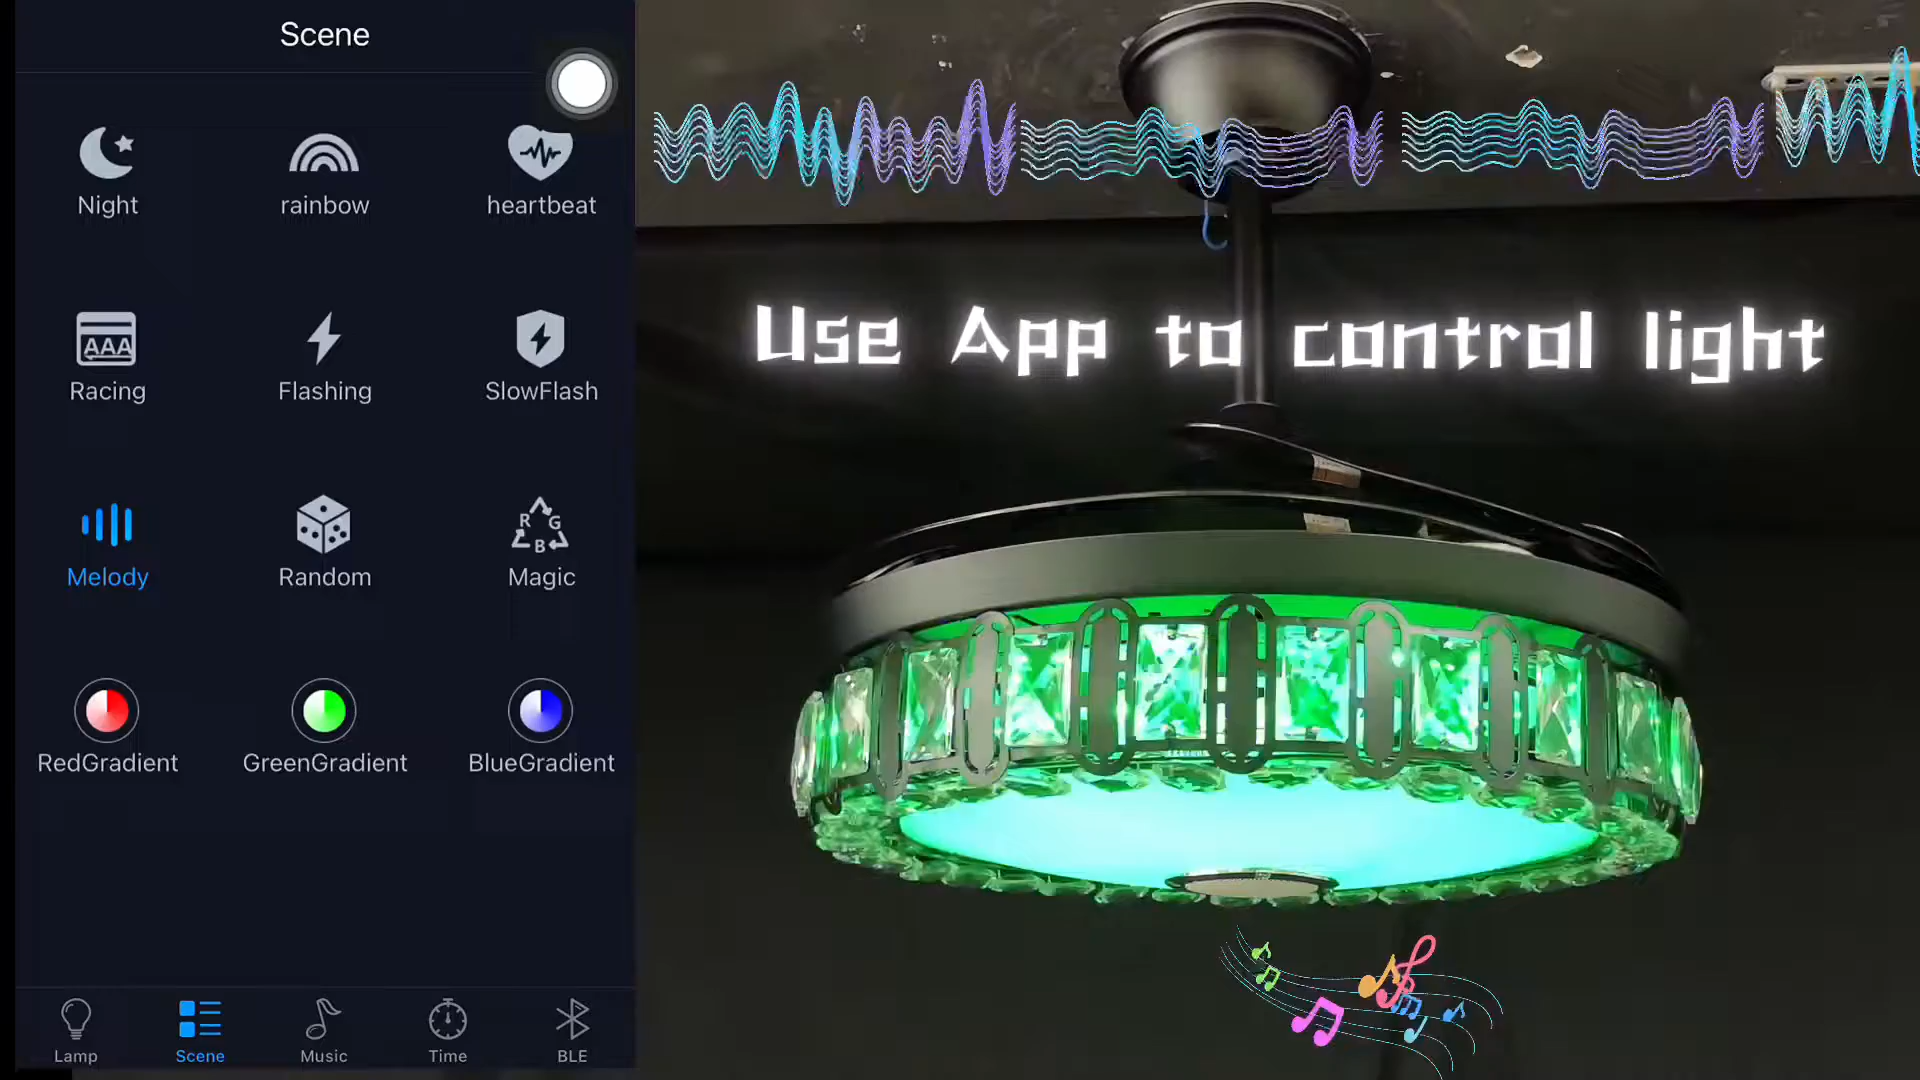 Scene
Night rainbow heartbeat
AAA
Racing Flashing SlowFlash
R G
B
Melody Random Magic
RedGradient GreenGradient BlueGradient
Lamp Scene Music Time BLE
Use App to control light